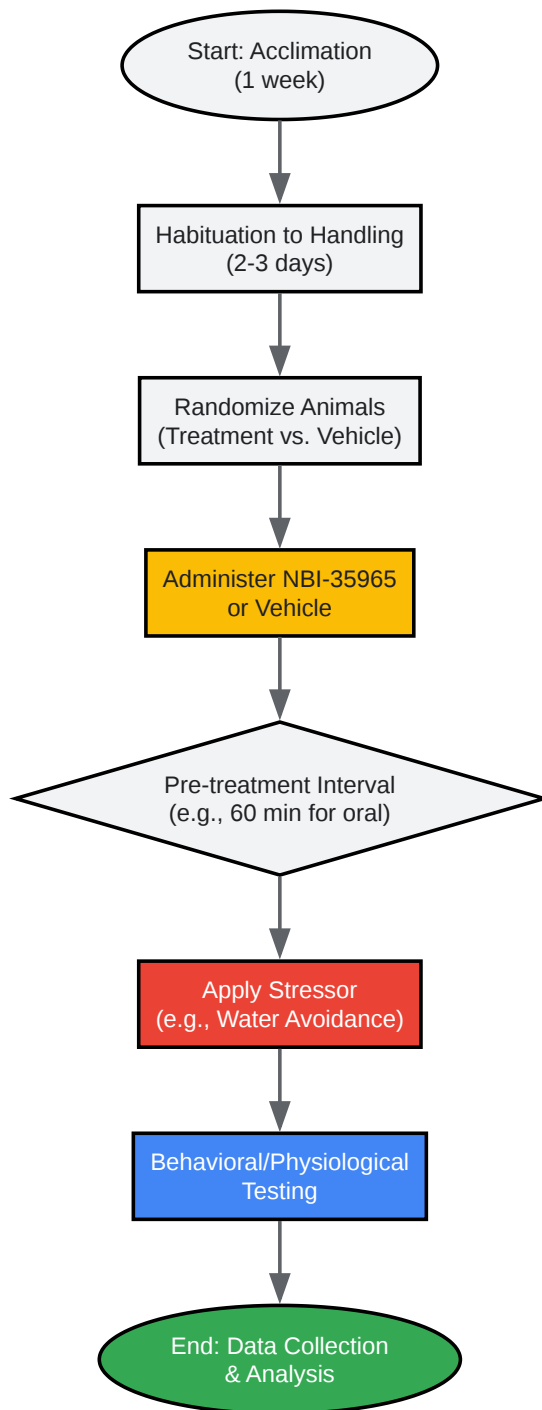 Start: Acclimation
(1 week)
Habituation to Handling
(2-3 days)
Randomize Animals
(Treatment vs. Vehicle)
Administer NBI-35965
or Vehicle
Pre-treatment Interval
(e.g., 60 min for oral)
Apply Stressor
(e.g., Water Avoidance)
Behavioral/Physiological
Testing
End: Data Collection
& Analysis